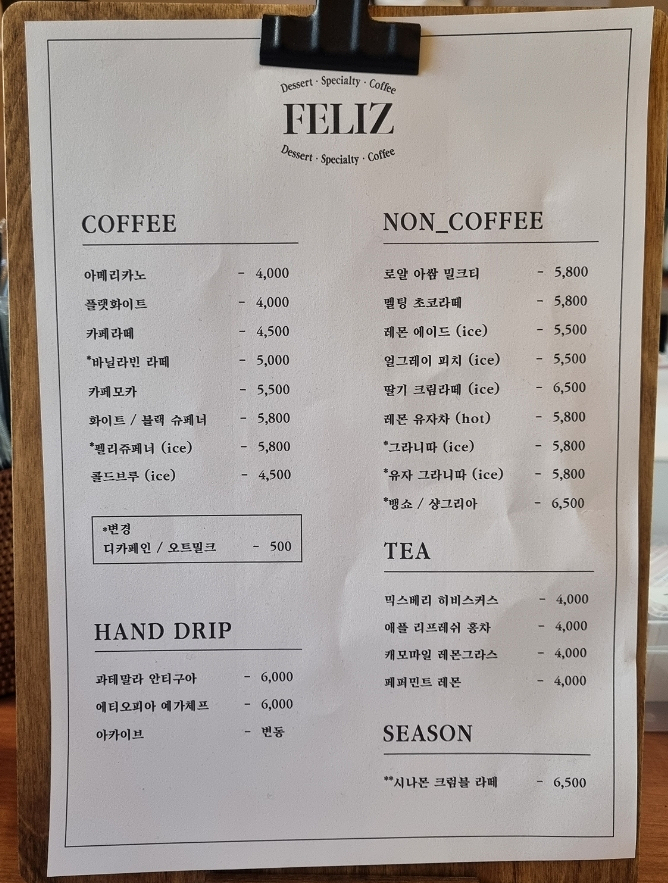 Dessert · Specialty · Coffee
FELIZ
Dessert · Specialty · Coffee
COFFEE
아메리카노 - 4,000
플랫화이트 - 4,000
카페라떼 - 4,500
*바닐라빈 라떼 - 5,000
카페모카 - 5,500
화이트 / 블랙 슈페너 - 5,800
*펠리쥬페너 (ice) - 5,800
콜드브루 (ice) - 4,500
*변경
디카페인 / 오트밀크 - 500
HAND DRIP
과테말라 안티구아 - 6,000
에티오피아 예가체프 - 6,000
아카이브 - 변동
NON_COFFEE
로얄 아쌈 밀크티 - 5,800
멜팅 초코라떼 - 5,800
레몬 에이드 (ice) - 5,500
얼그레이 피치 (ice) - 5,500
딸기 크림라떼 (ice) - 6,500
레몬 유자차 (hot) - 5,800
*그라니따 (ice) - 5,800
*유자 그라니따 (ice) - 5,800
*뱅쇼 / 샹그리아 - 6,500
TEA
믹스베리 히비스커스 - 4,000
애플 리프레쉬 홍차 - 4,000
캐모마일 레몬그라스 - 4,000
페퍼민트 레몬 - 4,000
SEASON
**시나몬 크럼블 라떼 - 6,500